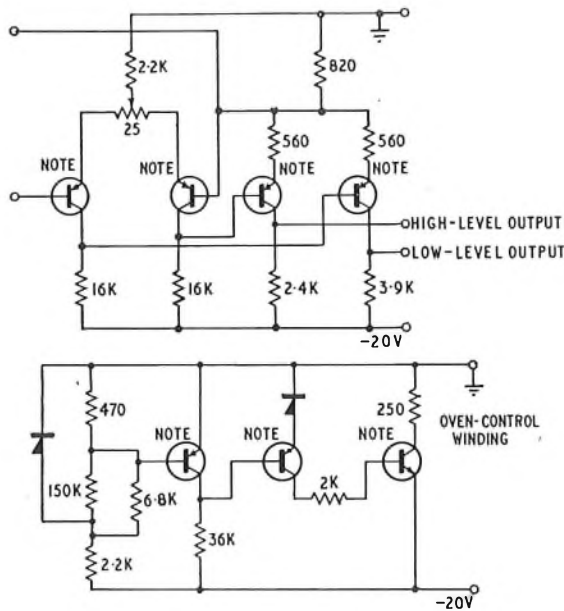 2.2K
820
25
560
560
NOTE
NOTE
NOTE
NOTE
HIGH-LEVEL OUTPUT
LOW-LEVEL OUTPUT
16K
16K
2.4K
3.9K
-20V
470
250
OVEN-CONTROL
WINDING
NOTE
NOTE
NOTE
150K
6·8K
2K
36K
2.2K
-20V